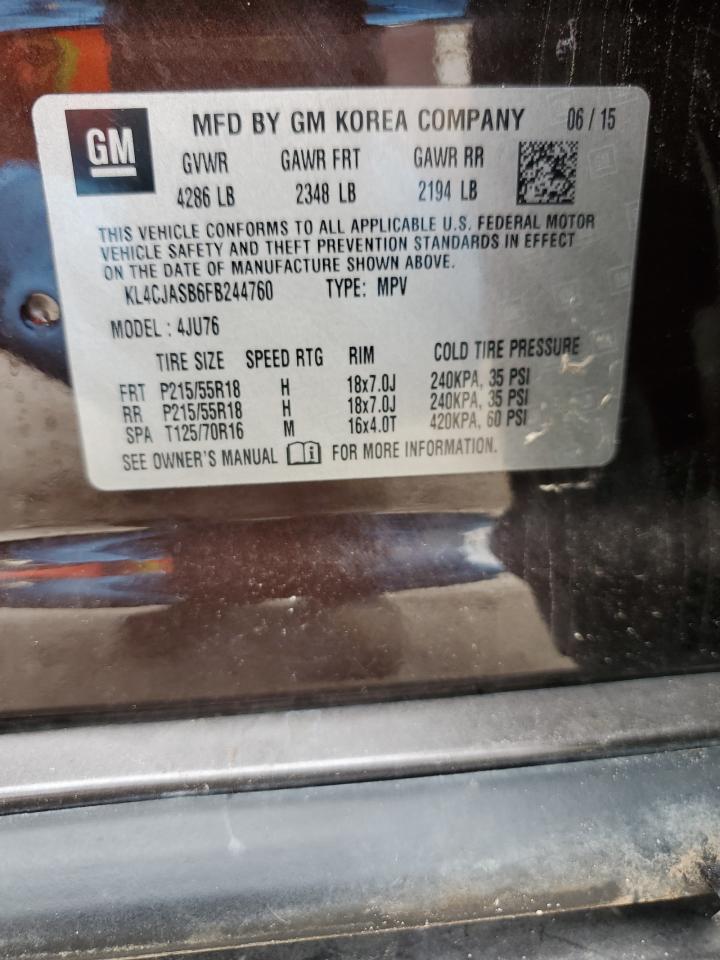 GM
MFD BY GM KOREA COMPANY 06 / 15
GVWR GAWR FRT GAWR RR
4286 LB 2348 LB 2194 LB
THIS VEHICLE CONFORMS TO ALL APPLICABLE U.S. FEDERAL MOTOR
VEHICLE SAFETY AND THEFT PREVENTION STANDARDS IN EFFECT
ON THE DATE OF MANUFACTURE SHOWN ABOVE.
KL4CJASB6FB244760 TYPE: MPV
MODEL : 4JU76
TIRE SIZE SPEED RTG RIM COLD TIRE PRESSURE
FRT P215/55R18 H 18x7.0J 240KPA, 35 PSI
RR P215/55R18 H 18x7.0J 240KPA, 35 PSI
SPA T125/70R16 M 16x4.0T 420KPA, 60 PSI
SEE OWNER'S MANUAL i FOR MORE INFORMATION.